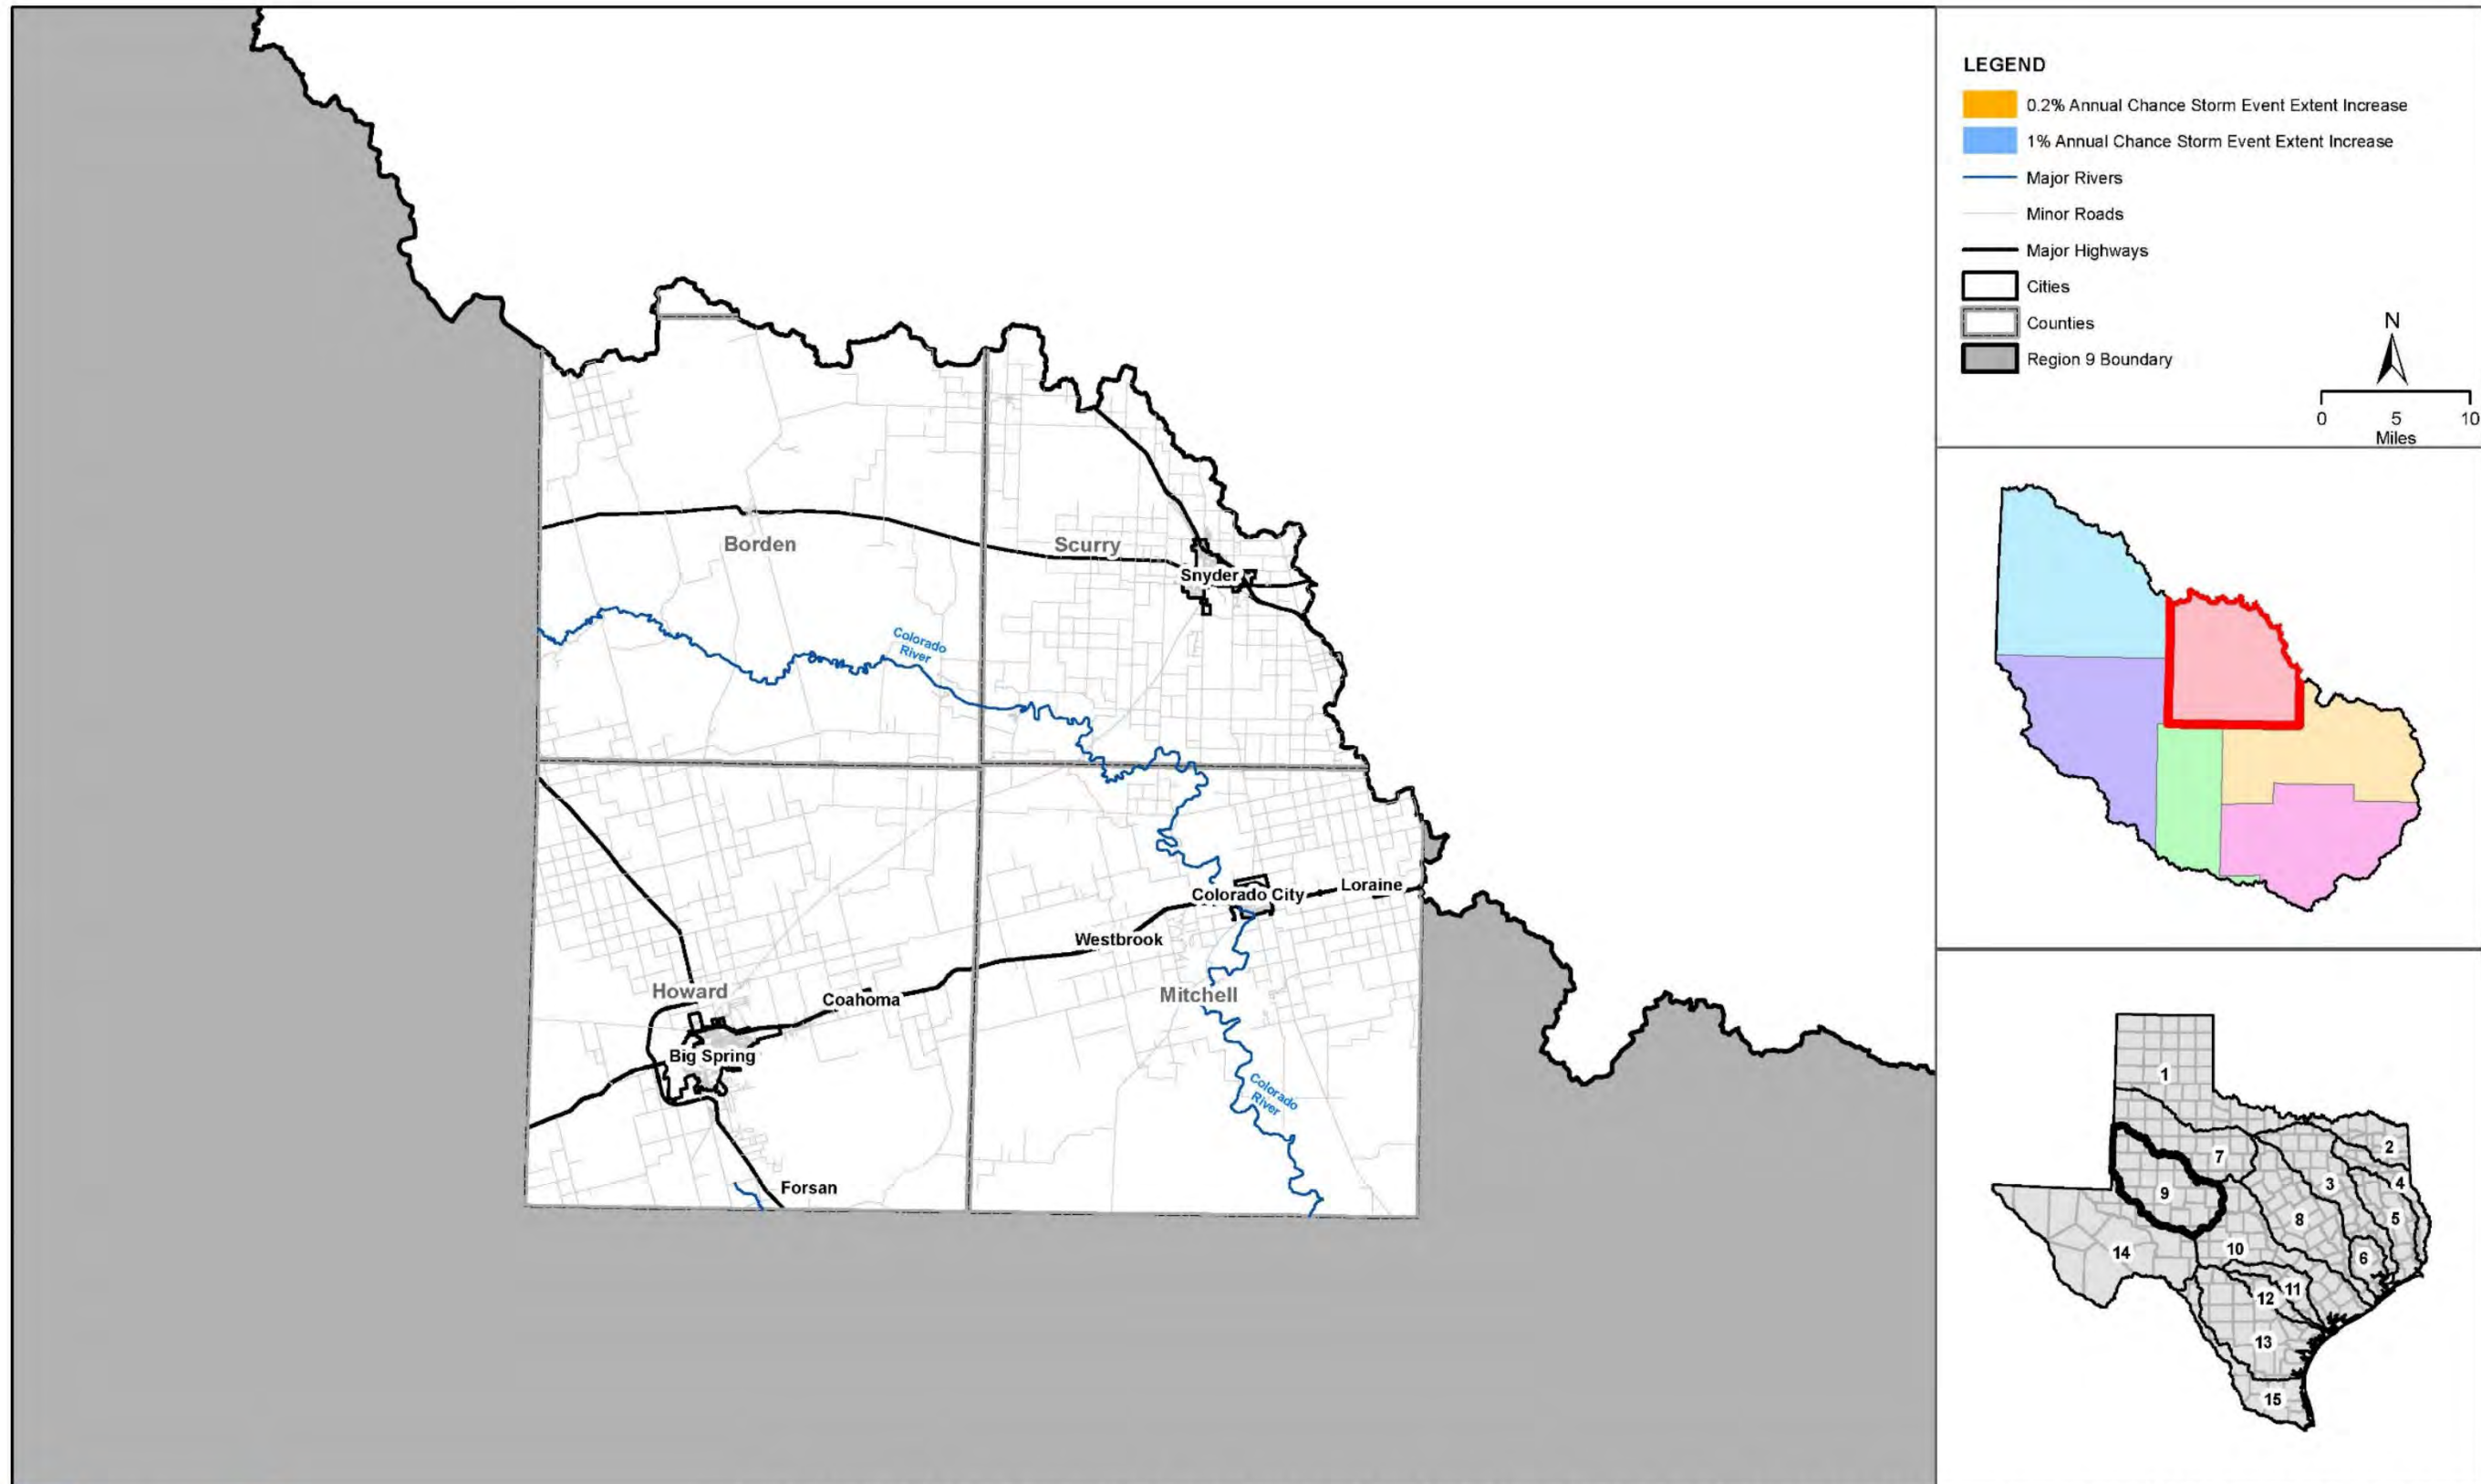 LEGEND
0.2% Annual Chance Storm Event Extent Increase
1% Annual Chance Storm Event Extent Increase
Major Rivers
Minor Roads
Major Highways
Cities
Counties
Region 9 Boundary
N
0 5 10
Miles
Borden
Scurry
Snyder
Colorado
River
Colorado City
Loraine
Westbrook
Howard
Coahoma
Mitchell
Big Spring
Colorado
River
Forsan
1
2
7
3
4
9
8
5
14
10
6
11
12
13
15